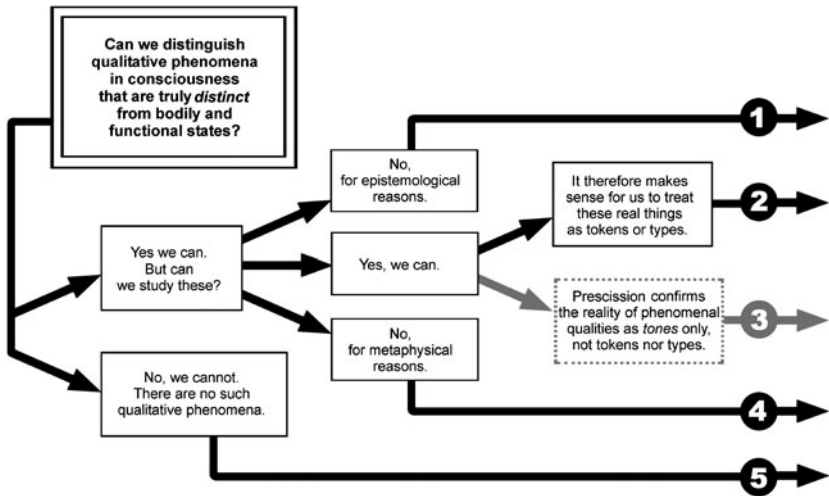 Can we distinguish
qualitative phenomena
in consciousness
that are truly distinct
from bodily and
functional states?
1
No,
for epistemological
reasons.
It therefore makes
sense for us to treat
these real things
as tokens or types.
2
Yes we can.
But can
we study these?
Yes, we can.
Prescission confirms
the reality of phenomenal
qualities as tones only,
not tokens nor types.
3
No,
for metaphysical
reasons.
No, we cannot.
There are no such
qualitative phenomena.
4
5